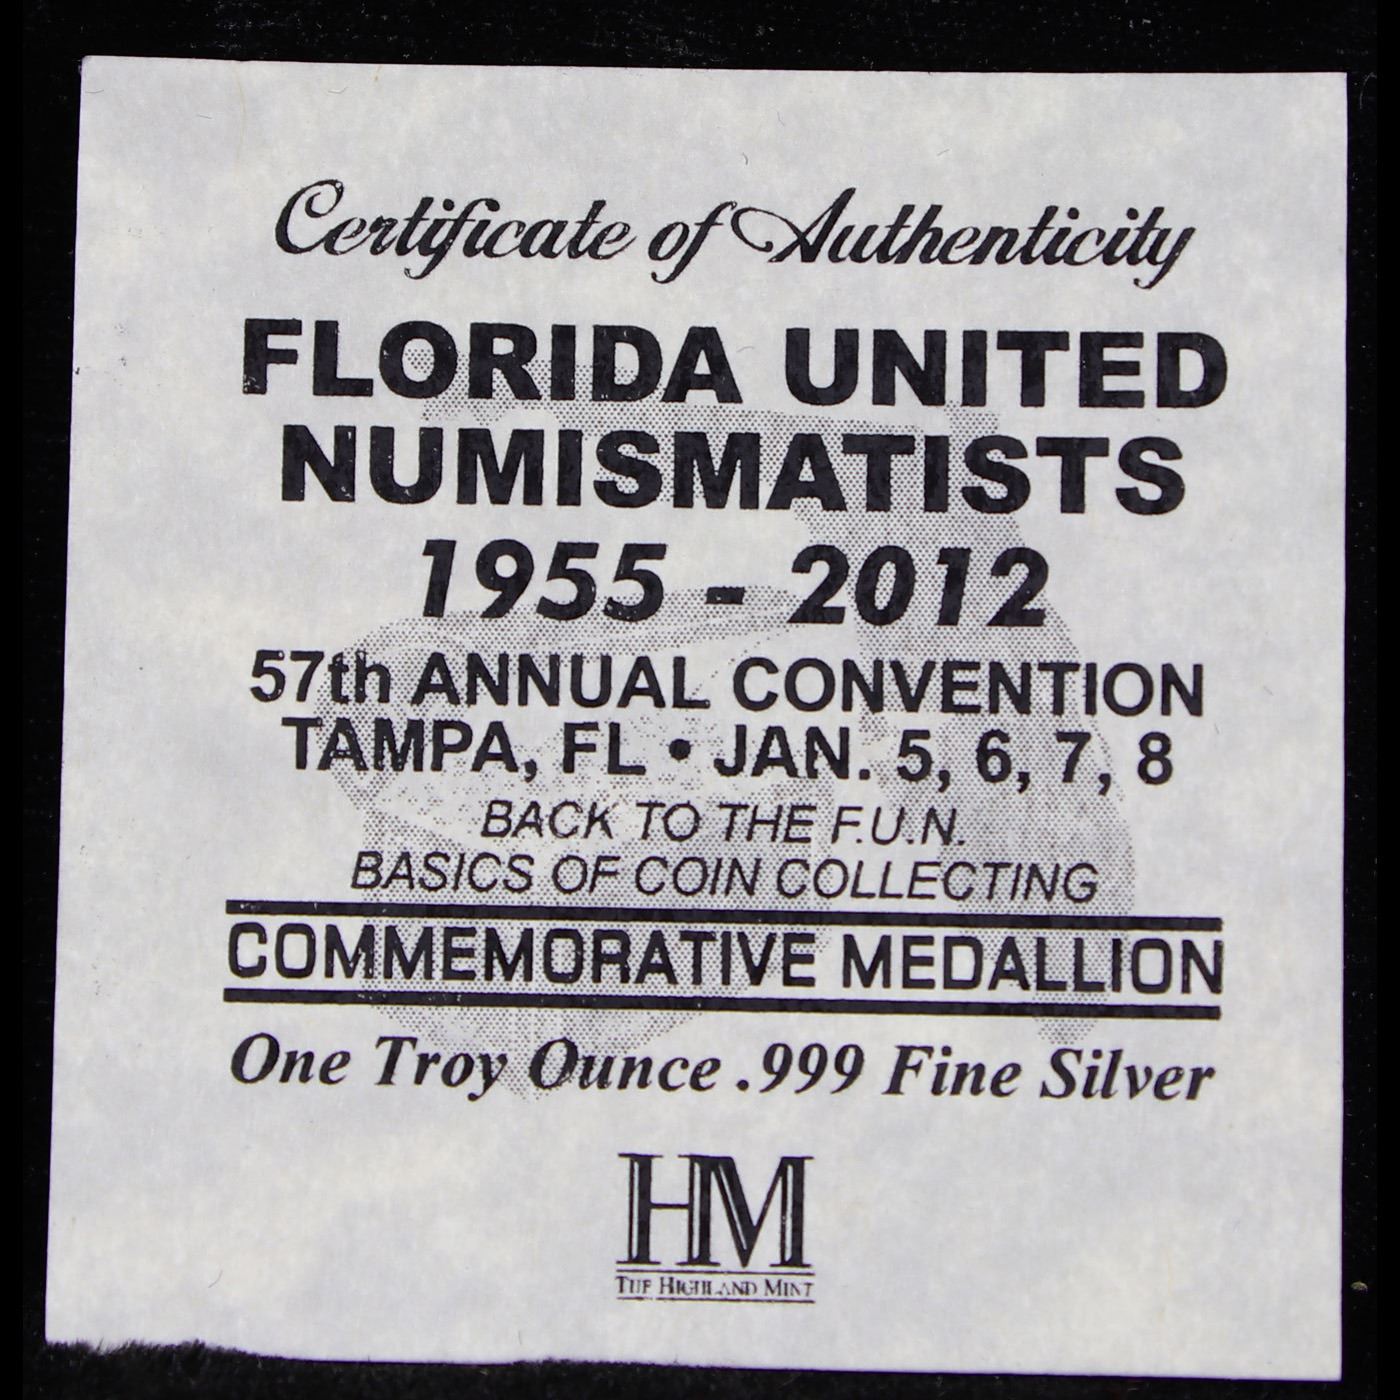 Certificate of Authenticity
FLORIDA UNITED
NUMISMATISTS
1955 - 2012
57th ANNUAL CONVENTION
TAMPA, FL • JAN. 5, 6, 7, 8
BACK TO THE F.U.N.
BASICS OF COIN COLLECTING
COMMEMORATIVE MEDALLION
One Troy Ounce .999 Fine Silver
HM
THE HIGHLAND MINT